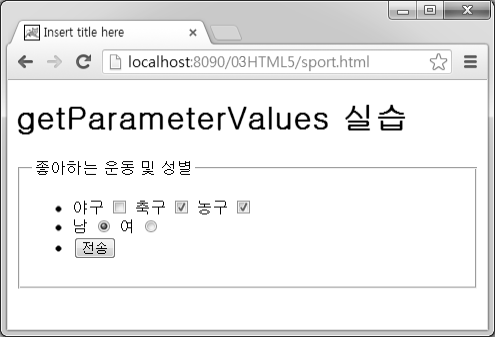 Insert title here
localhost:8090/03HTML5/sport.html
getParameterValues 실습
좋아하는 운동 및 성별
야구 축구 농구
남 여
전송